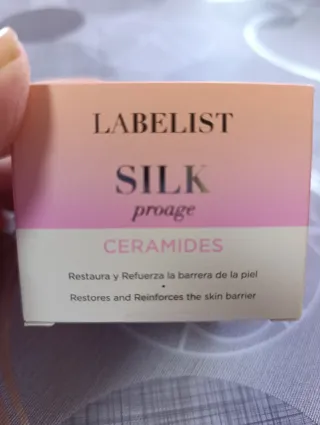 LABELIST
SILK
proage
CERAMIDES
Restaura y Refuerza la barrera de la piel
•
Restores and Reinforces the skin barrier